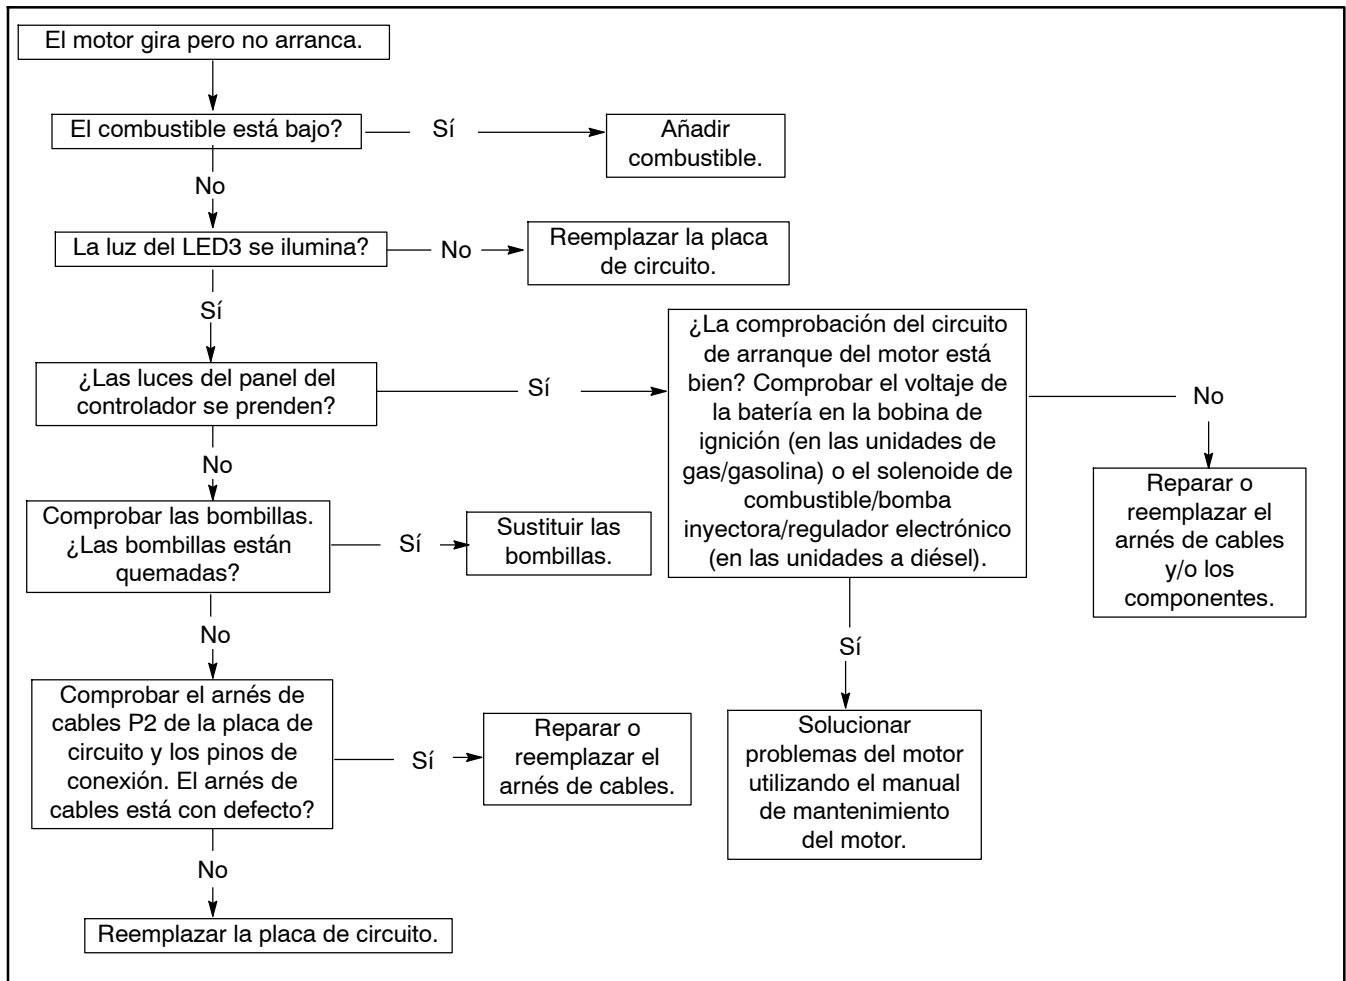 El motor gira pero no arranca.
El combustible está bajo?
Sí
Añadir
combustible.
No
La luz del LED3 se ilumina?
No
Reemplazar la placa
de circuito.
Sí
¿Las luces del panel del
controlador se prenden?
Sí
¿La comprobación del circuito
de arranque del motor está
bien? Comprobar el voltaje de
la batería en la bobina de
ignición (en las unidades de
gas/gasolina) o el solenoide de
combustible/bomba
inyectora/regulador electrónico
(en las unidades a diésel).
No
Reparar o
reemplazar el
arnés de cables
y/o los
componentes.
No
Comprobar las bombillas.
¿Las bombillas están
quemadas?
Sí
Sustituir las
bombillas.
No
Sí
Comprobar el arnés de
cables P2 de la placa de
circuito y los pinos de
conexión. El arnés de
cables está con defecto?
Sí
Reparar o
reemplazar el
arnés de cables.
Solucionar
problemas del motor
utilizando el manual
de mantenimiento
del motor.
No
Reemplazar la placa de circuito.